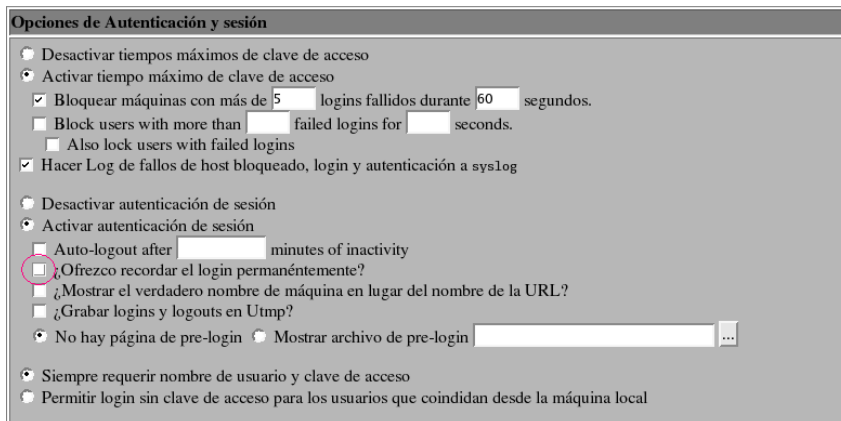 Opciones de Autenticación y sesión
Desactivar tiempos máximos de clave de acceso
Activar tiempo máximo de clave de acceso
Bloquear máquinas con más de 5 logins fallidos durante 60 segundos.
Block users with more than failed logins for seconds.
Also lock users with failed logins
Hacer Log de fallos de host bloqueado, login y autenticación a syslog
Desactivar autenticación de sesión
Activar autenticación de sesión
Auto-logout after minutes of inactivity
¿Ofrezco recordar el login permanéntemente?
¿Mostrar el verdadero nombre de máquina en lugar del nombre de la URL?
¿Grabar logins y logouts en Utmp?
No hay página de pre-login Mostrar archivo de pre-login ...
Siempre requerir nombre de usuario y clave de acceso
Permitir login sin clave de acceso para los usuarios que coindidan desde la máquina local